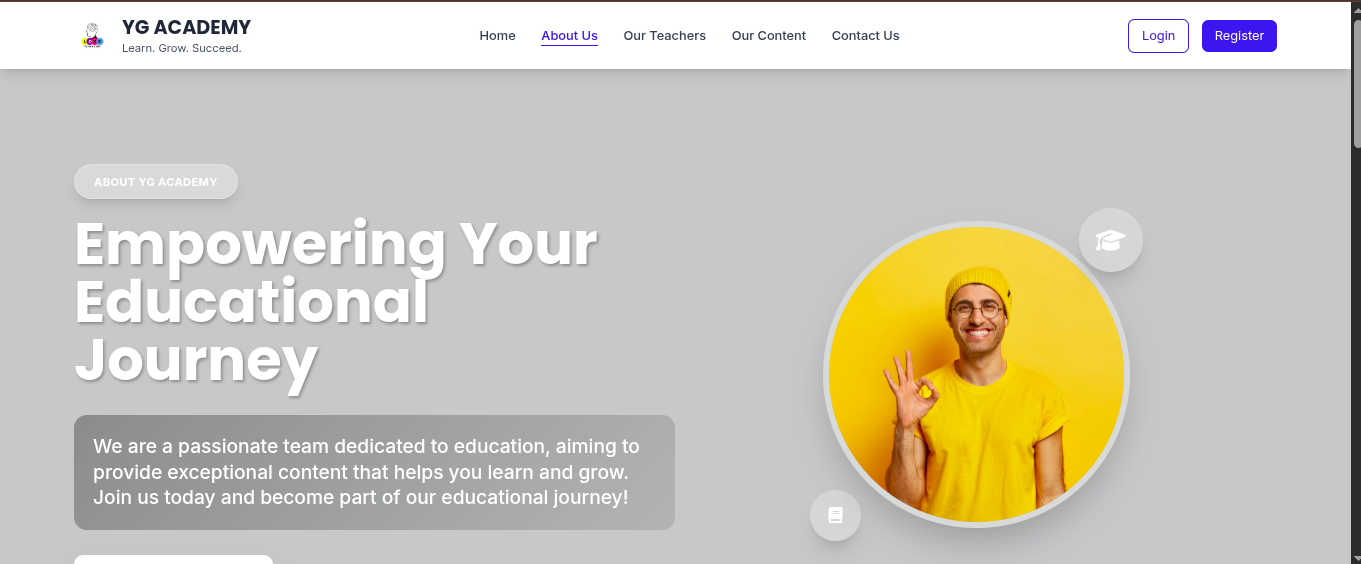 YG ACADEMY
Learn. Grow. Succeed.
Home
About Us
Our Teachers
Our Content
Contact Us
Login
Register
ABOUT YG ACADEMY
Empowering Your
Educational
Journey
We are a passionate team dedicated to education, aiming to
provide exceptional content that helps you learn and grow.
Join us today and become part of our educational journey!